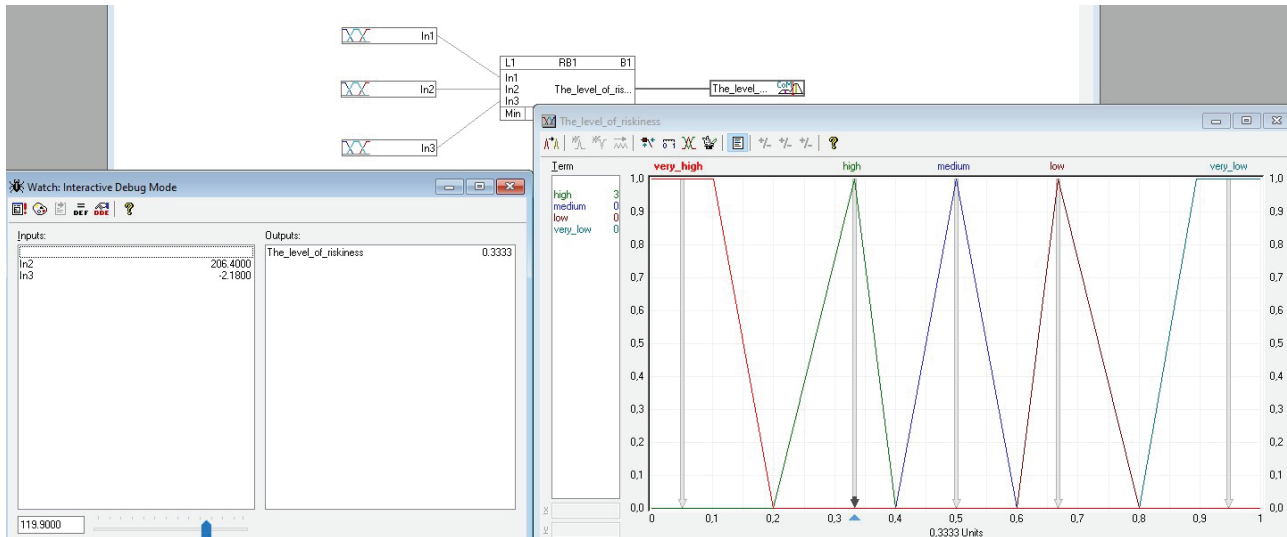 In1
L1 RB1 B1
In1
In2
In2 The_level_of_ris...
The_level_... CoM
In3
Min
In3
The_level_of_riskiness
Term
very_high high medium low very_low
high 3
medium 0
low 0
very_low 0
1,0 1,0
0,9 0,9
0,8 0,8
0,7 0,7
0,6 0,6
0,5 0,5
0,4 0,4
0,3 0,3
0,2 0,2
0,1 0,1
0,0 0,0
0 0,1 0,2 0,3 0,4 0,5 0,6 0,7 0,8 0,9 1
0.3333 Units
Watch: Interactive Debug Mode
DEF DDE ?
Inputs: Outputs:
The_level_of_riskiness 0.3333
In2 206.4000
In3 -2.1800
119.9000